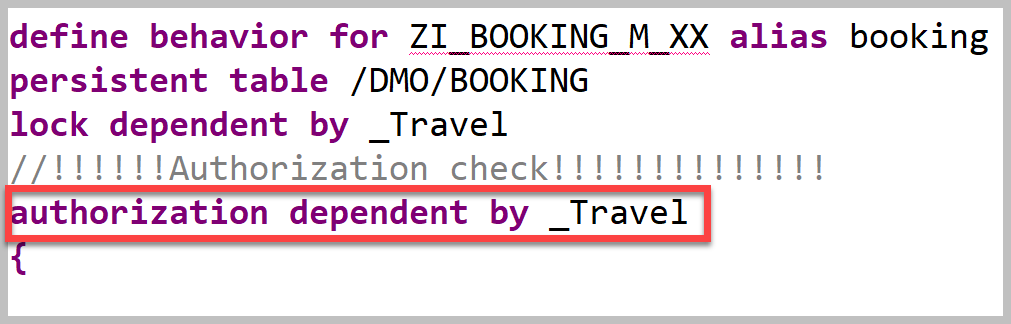 define behavior for ZI_BOOKING_M_XX alias booking
persistent table /DMO/BOOKING
lock dependent by _Travel
//!!!!!!Authorization check!!!!!!!!!!!!!!
authorization dependent by _Travel
{